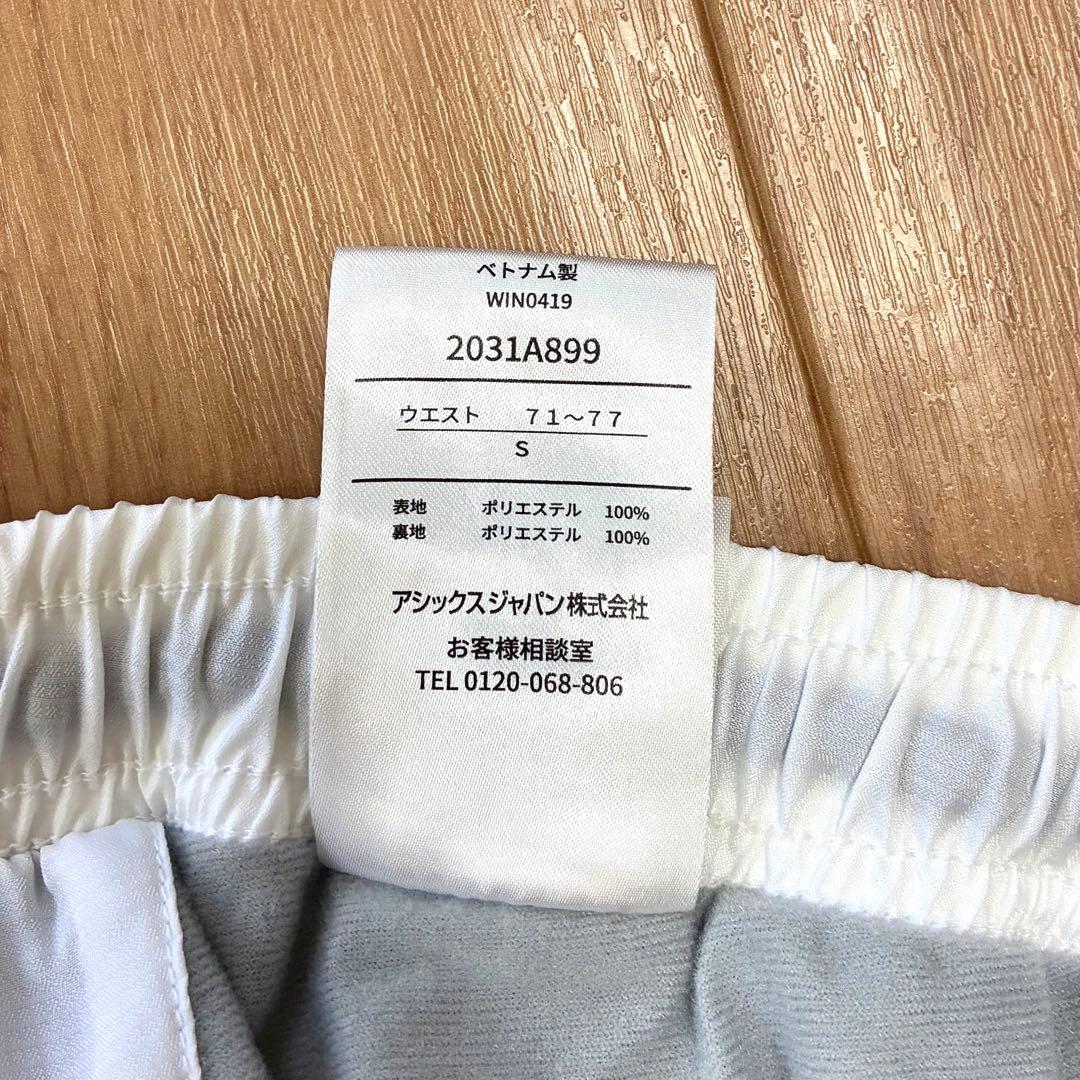 ベトナム製
WIN0419
2031A899
ウエスト ７１～７７
S
表地 ポリエステル 100%
裏地 ポリエステル 100%
アシックスジャパン株式会社
お客様相談室
TEL 0120-068-806